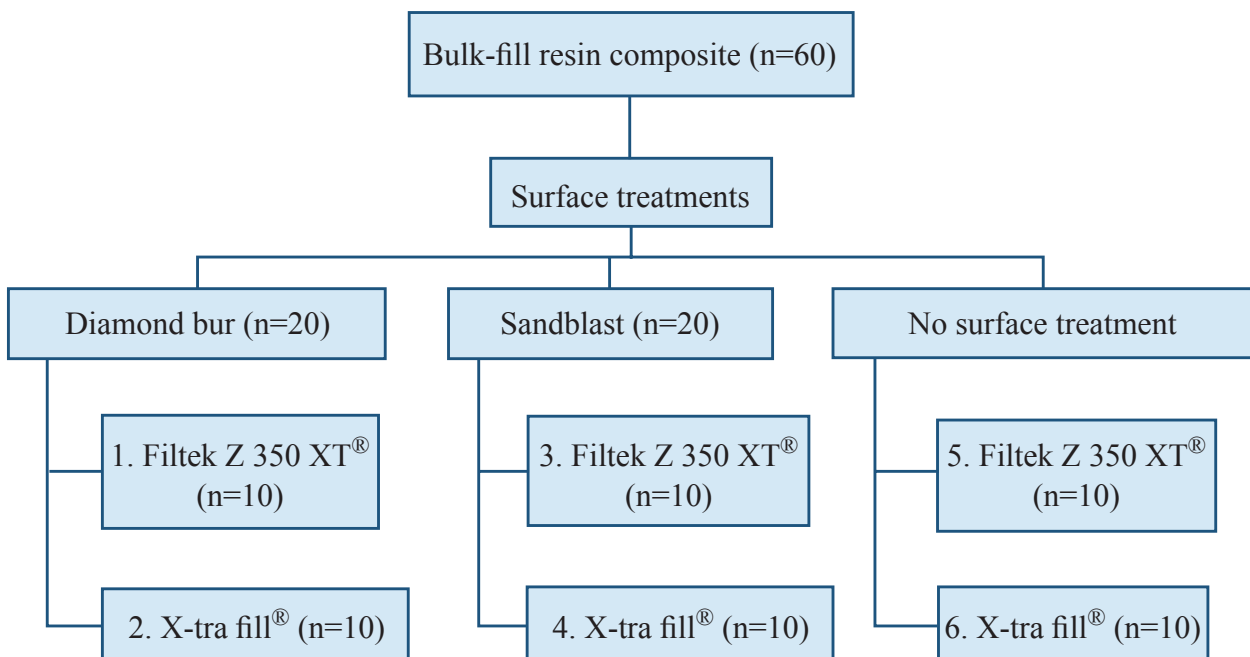 Bulk-fill resin composite (n=60)
Surface treatments
Diamond bur (n=20)
Sandblast (n=20)
No surface treatment
1. Filtek Z 350 XT®
(n=10)
3. Filtek Z 350 XT®
(n=10)
5. Filtek Z 350 XT®
(n=10)
2. X-tra fill® (n=10)
4. X-tra fill® (n=10)
6. X-tra fill® (n=10)